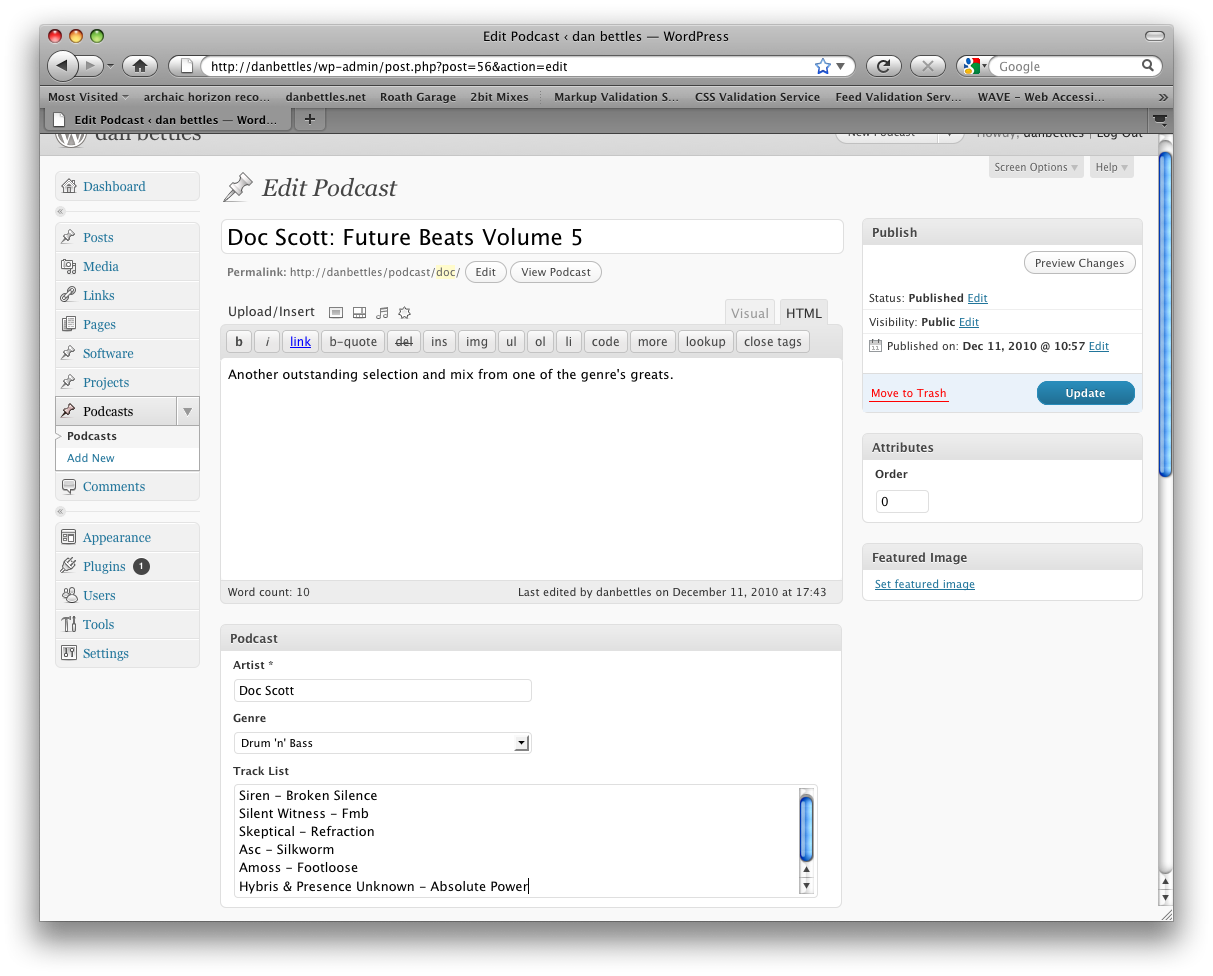 Edit Podcast ‹ dan bettles — WordPress
http://danbettles/wp-admin/post.php?post=56&action=edit
Google
Most Visited archaic horizon reco... danbettles.net Roath Garage 2bit Mixes Markup Validation S... CSS Validation Service Feed Validation Serv... WAVE – Web Accessi... »
Edit Podcast ‹ dan bettles — Word... +
dan bettles
New Podcast Howdy, danbettles | Log Out
Screen Options Help
Dashboard
Posts
Media
Links
Pages
Software
Projects
Podcasts
Podcasts
Add New
Comments
Appearance
Plugins 1
Users
Tools
Settings
Edit Podcast
Doc Scott: Future Beats Volume 5
Permalink: http://danbettles/podcast/doc/ Edit View Podcast
Upload/Insert Visual HTML
b i link b-quote del ins img ul ol li code more lookup close tags
Another outstanding selection and mix from one of the genre's greats.
Word count: 10 Last edited by danbettles on December 11, 2010 at 17:43
Podcast
Artist *
Doc Scott
Genre
Drum 'n' Bass
Track List
Siren – Broken Silence
Silent Witness – Fmb
Skeptical – Refraction
Asc – Silkworm
Amoss – Footloose
Hybris & Presence Unknown – Absolute Power
Publish
Preview Changes
Status: Published Edit
Visibility: Public Edit
Published on: Dec 11, 2010 @ 10:57 Edit
Move to Trash Update
Attributes
Order
0
Featured Image
Set featured image